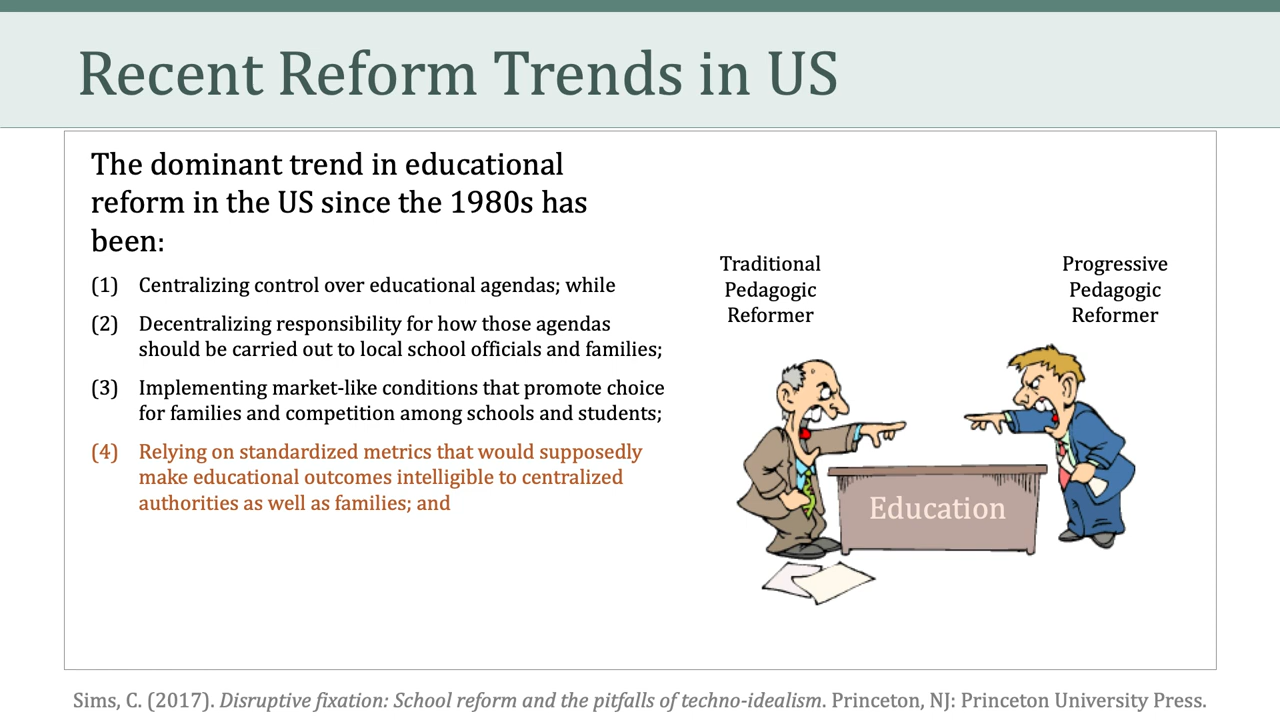 Recent Reform Trends in US
The dominant trend in educational
reform in the US since the 1980s has
been:
(1) Centralizing control over educational agendas; while
(2) Decentralizing responsibility for how those agendas
should be carried out to local school officials and families;
(3) Implementing market-like conditions that promote choice
for families and competition among schools and students;
(4) Relying on standardized metrics that would supposedly
make educational outcomes intelligible to centralized
authorities as well as families; and
Traditional
Pedagogic
Reformer
Progressive
Pedagogic
Reformer
Education
Sims, C. (2017). Disruptive fixation: School reform and the pitfalls of techno-idealism. Princeton, NJ: Princeton University Press.